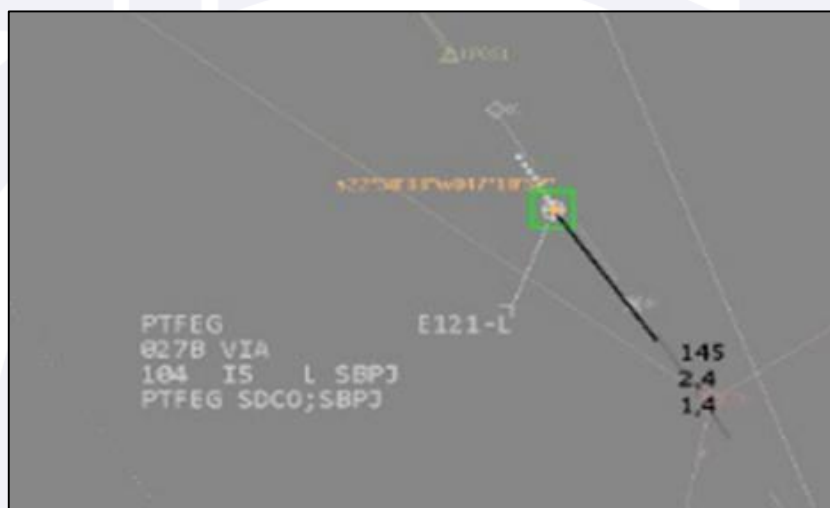 E121-L
PTFEG
027B VIA
104 I5 L SBPJ
PTFEG SDCO;SBPJ
145
2,4
1,4